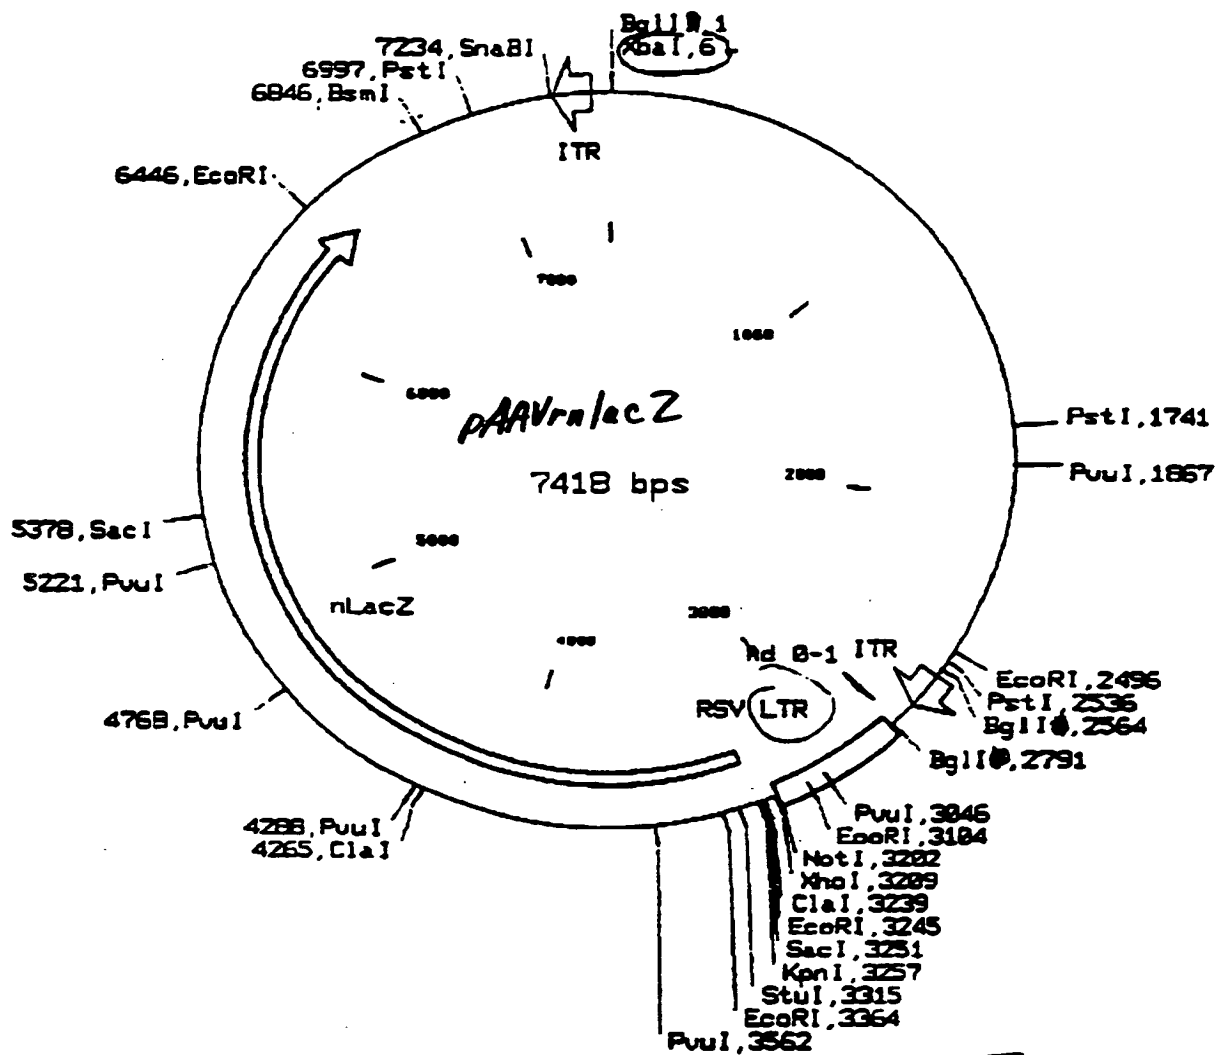 BglII, 1
XbaI, 6
7234, SnaBI
6997, PstI
6846, BsmI
ITR
6446, EcoRI
7000
1000
6000
pAAVrnlacZ
7418 bps
2000
PstI, 1741
PvuI, 1867
5378, SacI
5221, PvuI
5000
nLacZ
3000
4000
Ad 0-1 ITR
RSV LTR
4768, PvuI
EcoRI, 2496
PstI, 2536
BglII, 2564
BglII, 2791
4288, PvuI
4265, ClaI
PvuI, 3046
EcoRI, 3104
NotI, 3202
XhoI, 3209
ClaI, 3239
EcoRI, 3245
SacI, 3251
KpnI, 3257
StuI, 3315
EcoRI, 3364
PvuI, 3562